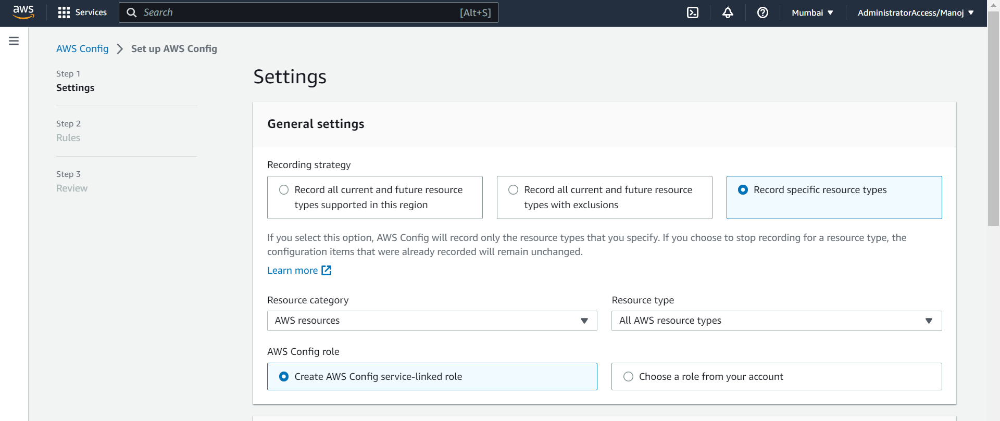 aws
Services
Search
[Alt+S]
Mumbai
AdministratorAccess/Manoj
AWS Config
Set up AWS Config
Step 1
Settings
Step 2
Rules
Step 3
Review
Settings
General settings
Recording strategy
Record all current and future resource
types supported in this region
Record all current and future resource
types with exclusions
Record specific resource types
If you select this option, AWS Config will record only the resource types that you specify. If you choose to stop recording for a resource type, the
configuration items that were already recorded will remain unchanged.
Learn more
Resource category
AWS resources
Resource type
All AWS resource types
AWS Config role
Create AWS Config service-linked role
Choose a role from your account